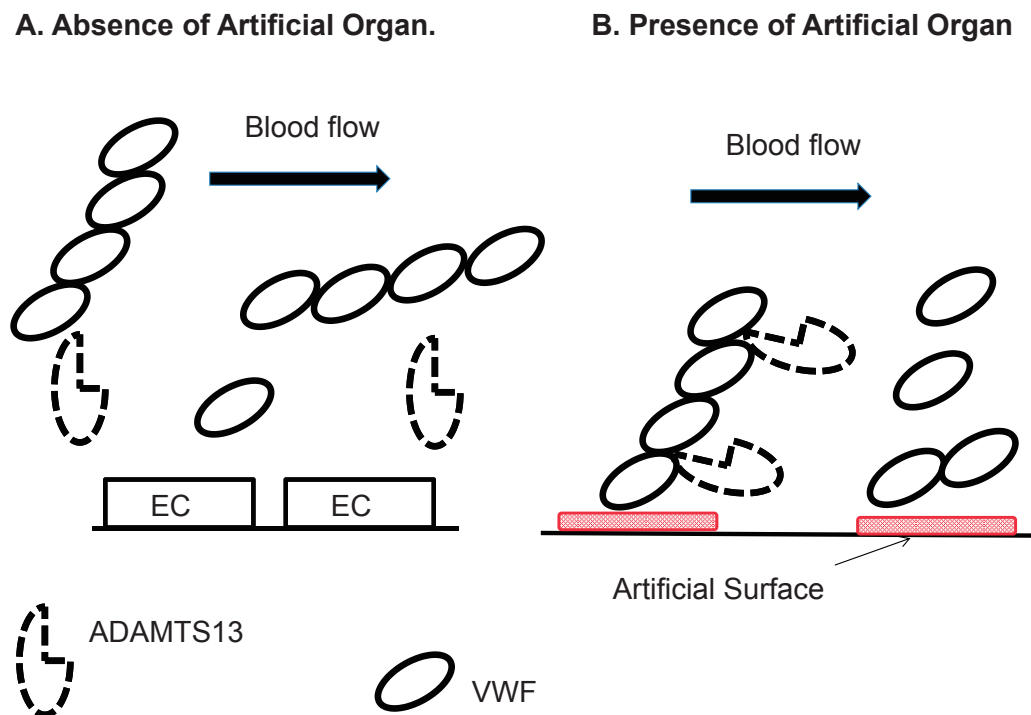 A. Absence of Artificial Organ.
B. Presence of Artificial Organ
Blood flow
Blood flow
EC
EC
Artificial Surface
ADAMTS13
VWF